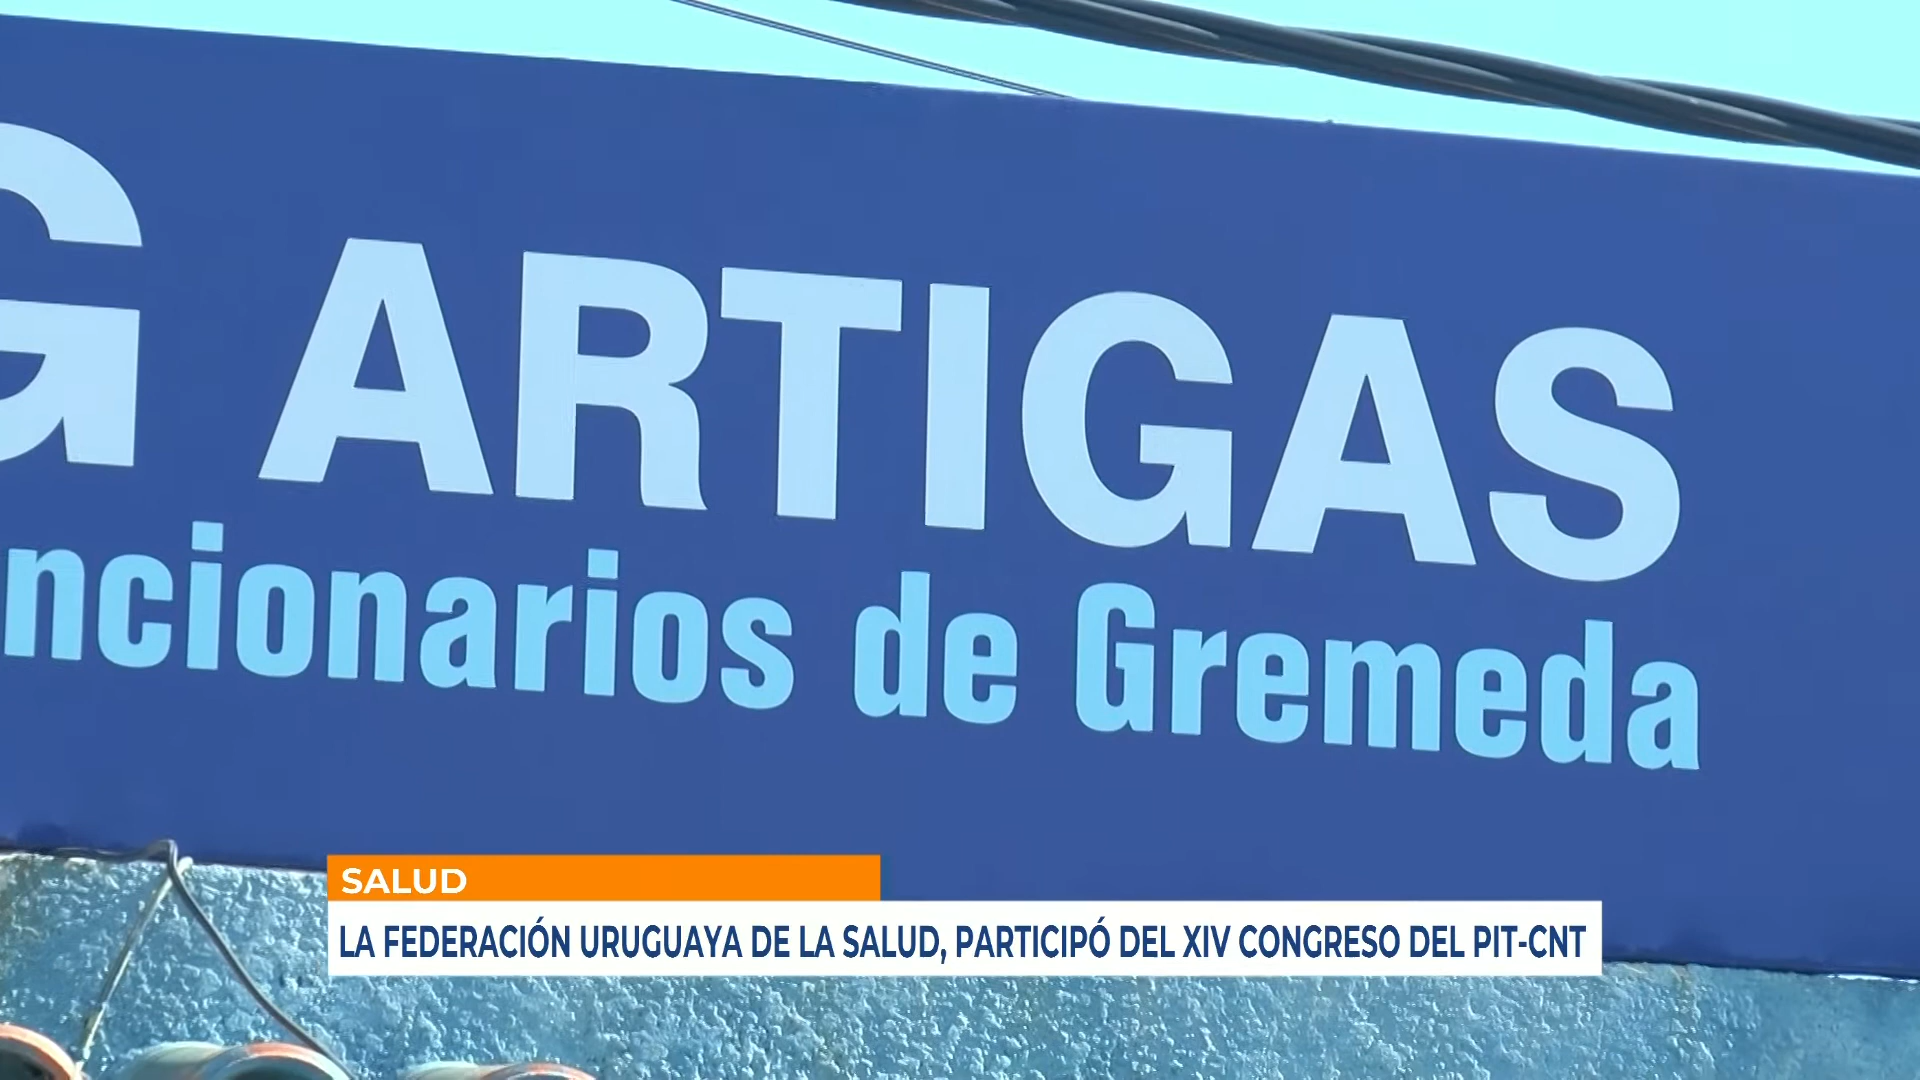 G ARTIGAS
ncionarios de Gremeda
SALUD
LA FEDERACIÓN URUGUAYA DE LA SALUD, PARTICIPÓ DEL XIV CONGRESO DEL PIT-CNT